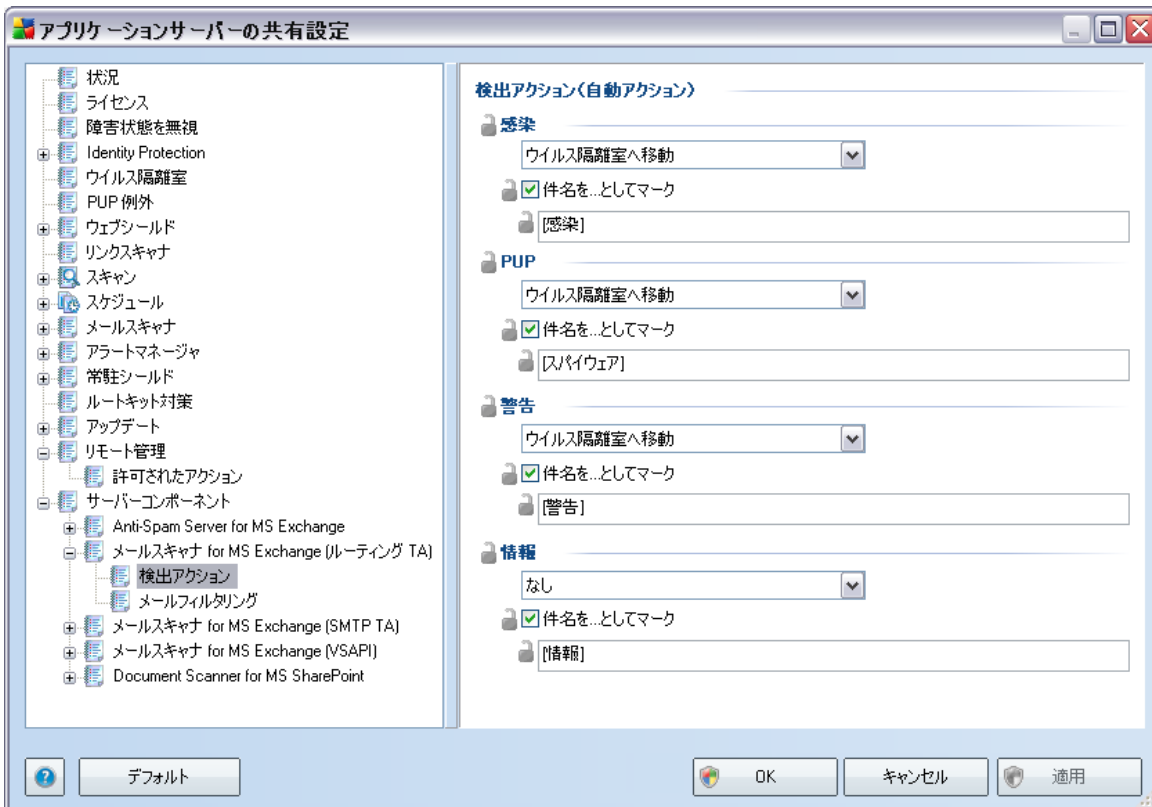 アプリケーションサーバーの共有設定
状況
ライセンス
障害状態を無視
Identity Protection
ウイルス隔離室
PUP 例外
ウェブシールド
リンクスキャナ
スキャン
スケジュール
メールスキャナ
アラートマネージャ
常駐シールド
ルートキット対策
アップデート
リモート管理
許可されたアクション
サーバーコンポーネント
Anti-Spam Server for MS Exchange
メールスキャナ for MS Exchange (ルーティング TA)
検出アクション
メールフィルタリング
メールスキャナ for MS Exchange (SMTP TA)
メールスキャナ for MS Exchange (VSAPI)
Document Scanner for MS SharePoint
検出アクション(自動アクション)
感染
ウイルス隔離室へ移動
件名を...としてマーク
[感染]
PUP
ウイルス隔離室へ移動
件名を...としてマーク
[スパイウェア]
警告
ウイルス隔離室へ移動
件名を...としてマーク
[警告]
情報
なし
件名を...としてマーク
[情報]
デフォルト
OK
キャンセル
適用